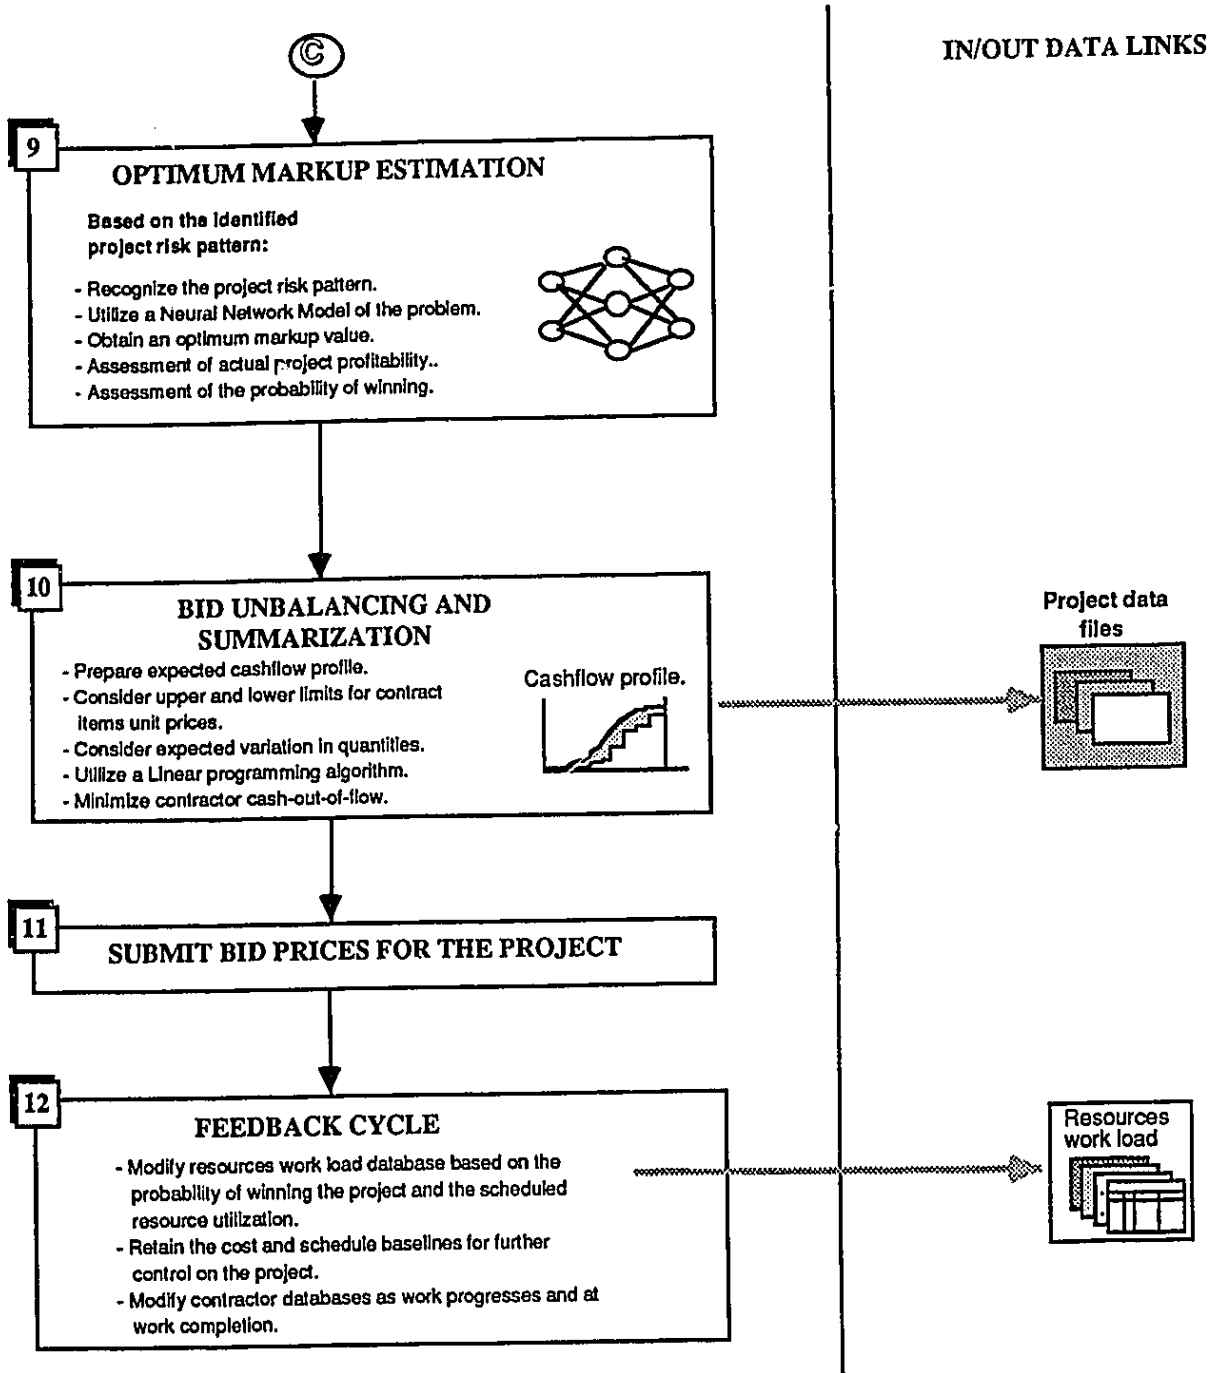 C
IN/OUT DATA LINKS
9
OPTIMUM MARKUP ESTIMATION
Based on the identified
project risk pattern:
- Recognize the project risk pattern.
- Utilize a Neural Network Model of the problem.
- Obtain an optimum markup value.
- Assessment of actual project profitability..
- Assessment of the probability of winning.
10
BID UNBALANCING AND
SUMMARIZATION
- Prepare expected cashflow profile.
- Consider upper and lower limits for contract
items unit prices.
- Consider expected variation in quantities.
- Utilize a Linear programming algorithm.
- Minimize contractor cash-out-of-flow.
Cashflow profile.
Project data
files
11
SUBMIT BID PRICES FOR THE PROJECT
12
FEEDBACK CYCLE
- Modify resources work load database based on the
probability of winning the project and the scheduled
resource utilization.
- Retain the cost and schedule baselines for further
control on the project.
- Modify contractor databases as work progresses and at
work completion.
Resources
work load